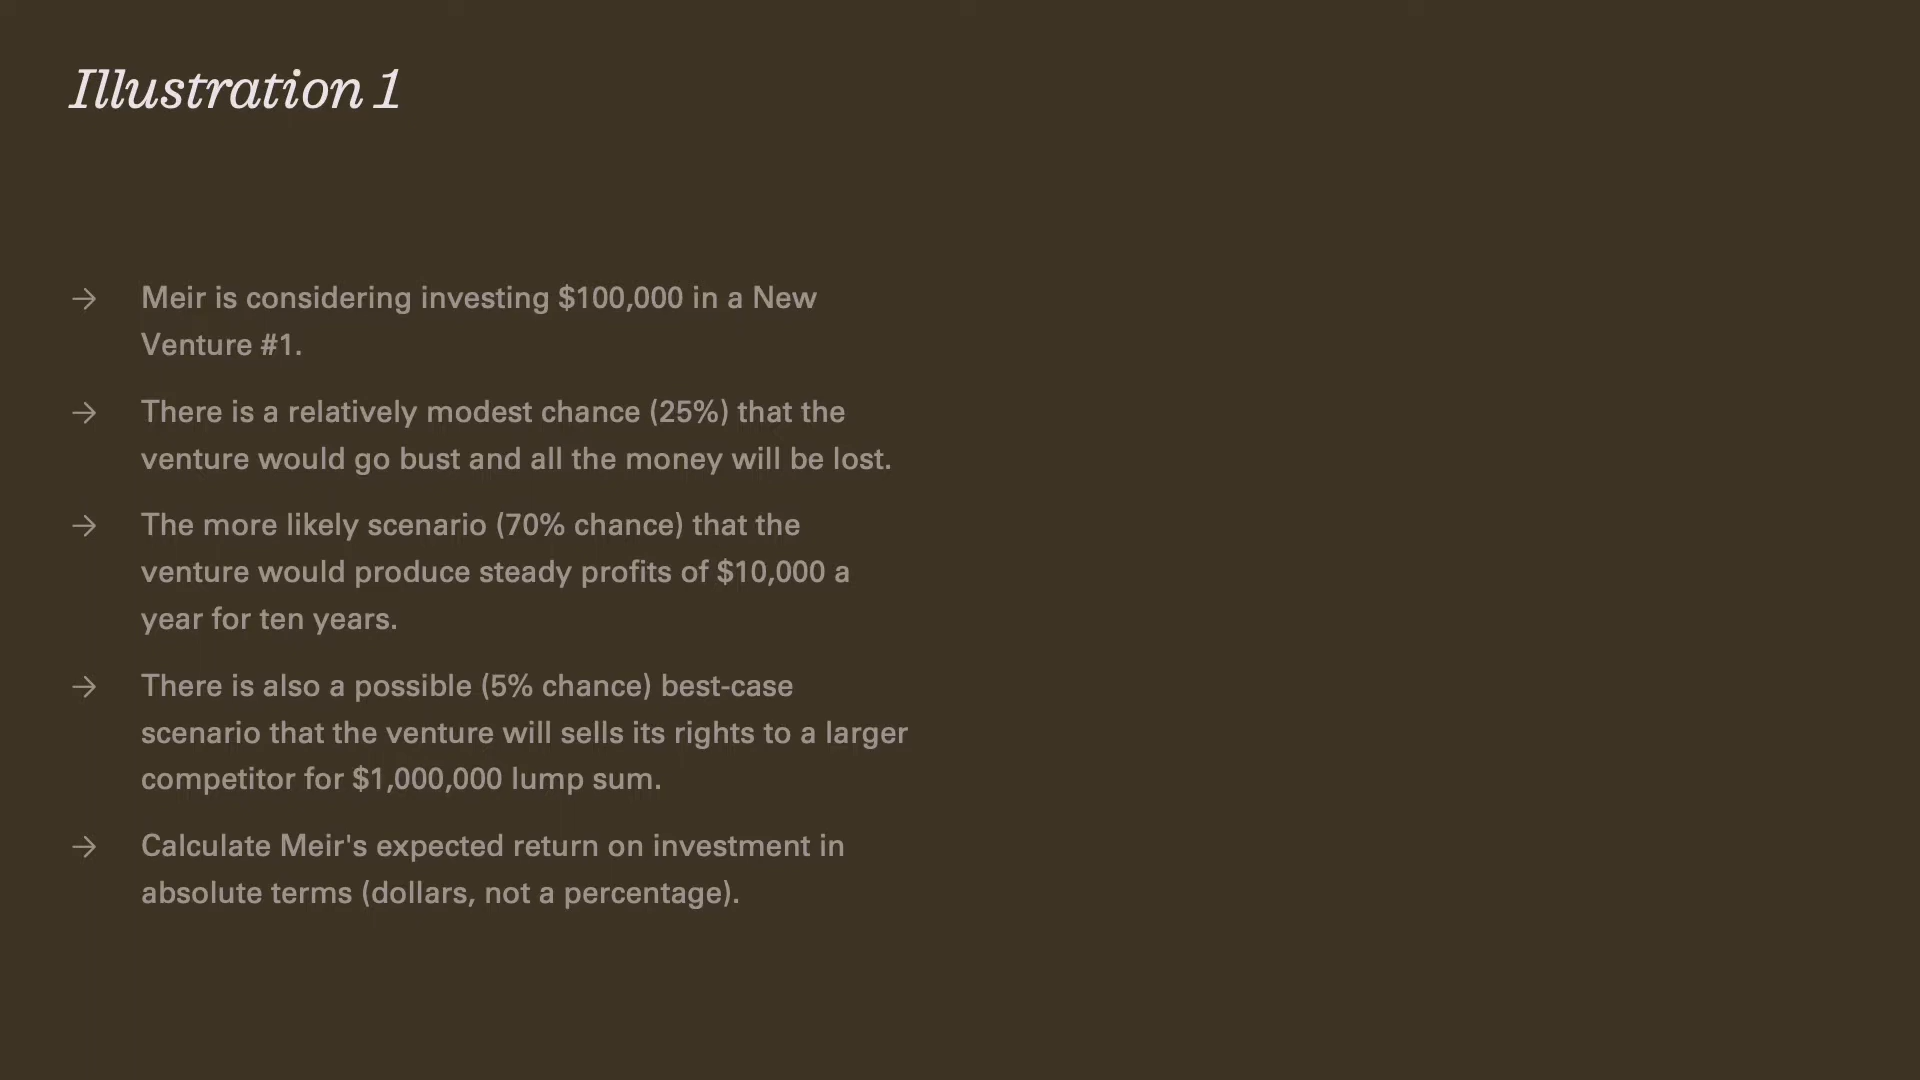 Illustration 1
→ Meir is considering investing $100,000 in a New
Venture #1.
→ There is a relatively modest chance (25%) that the
venture would go bust and all the money will be lost.
→ The more likely scenario (70% chance) that the
venture would produce steady profits of $10,000 a
year for ten years.
→ There is also a possible (5% chance) best-case
scenario that the venture will sells its rights to a larger
competitor for $1,000,000 lump sum.
→ Calculate Meir's expected return on investment in
absolute terms (dollars, not a percentage).